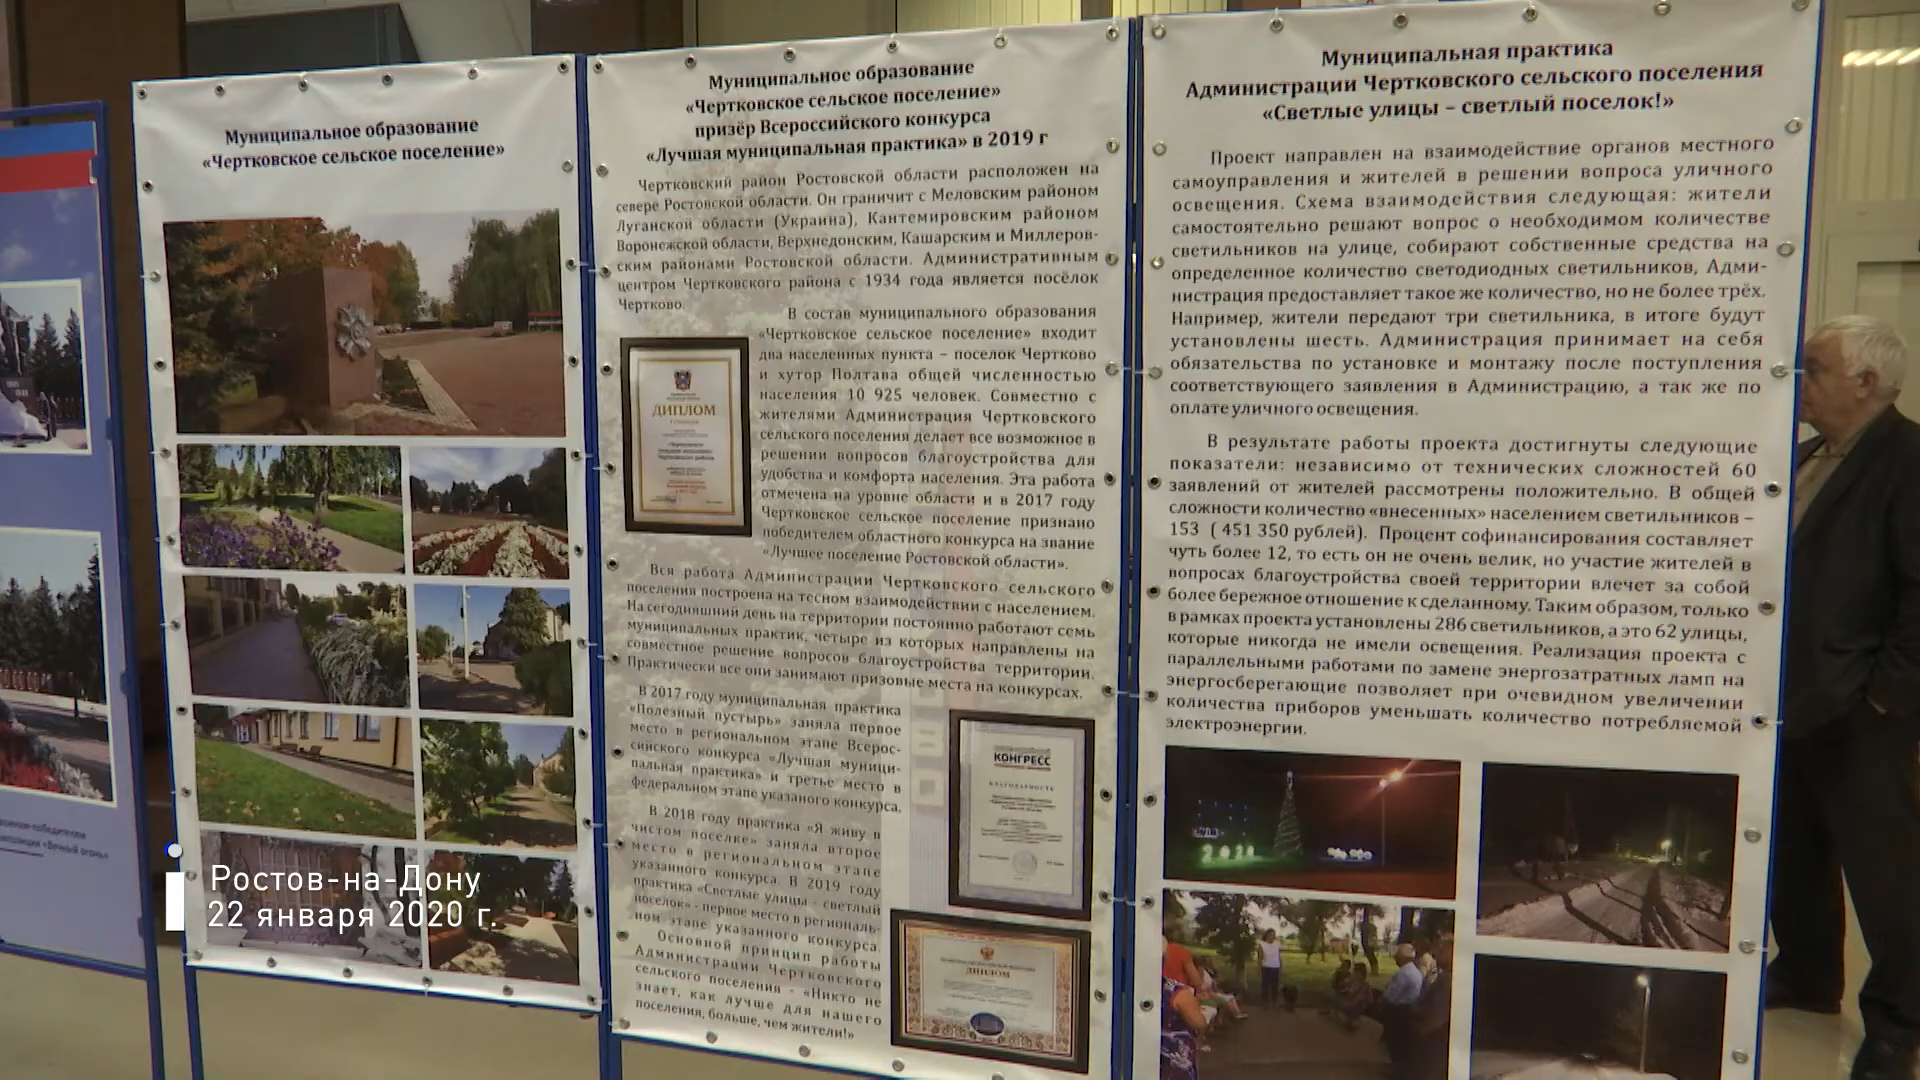 Муниципальное образование
«Чертковское сельское поселение»
Муниципальное образование
«Чертковское сельское поселение»
призёр Всероссийского конкурса
«Лучшая муниципальная практика» в 2019 г
Чертковский район Ростовской области расположен на
севере Ростовской области. Он граничит с Меловским районом
Луганской области (Украина), Кантемировским районом
Воронежской области, Верхнедонским, Кашарским и Миллеров-
ским районами Ростовской области. Административным
центром Чертковского района с 1934 года является посёлок
Чертково.
В состав муниципального образования
«Чертковское сельское поселение» входит
два населенных пункта – поселок Чертково
и хутор Полтава общей численностью
населения 10 925 человек. Совместно с
жителями Администрация Чертковского
сельского поселения делает все возможное в
решении вопросов благоустройства для
удобства и комфорта населения. Эта работа
отмечена на уровне области и в 2017 году
Чертковское сельское поселение признано
победителем областного конкурса на звание
«Лучшее поселение Ростовской области».
ДИПЛОМ
Вся работа Администрации Чертковского сельского
поселения построена на тесном взаимодействии с населением.
На сегодняшний день на территории постоянно работают семь
муниципальных практик, четыре из которых направлены на
совместное решение вопросов благоустройства территории.
Практически все они занимают призовые места на конкурсах.
В 2017 году муниципальная практика
«Полезный пустырь» заняла первое
место в региональном этапе Всерос-
сийского конкурса «Лучшая муници-
пальная практика» и третье место в
федеральном этапе указаного конкурса.
В 2018 году практика «Я живу в
чистом поселке» заняла второе
место в региональном этапе
указанного конкурса. В 2019 году
практика «Светлые улицы - светлый
поселок» - первое место в региональ-
ном этапе указанного конкурса.
Основной принцип работы
Администрации Чертковского
сельского поселения - «Никто не
знает, как лучше для нашего
поселения, больше, чем жители!»
КОНГРЕСС
БЛАГОДАРНОСТЬ
ДИПЛОМ
Муниципальная практика
Администрации Чертковского сельского поселения
«Светлые улицы – светлый поселок!»
Проект направлен на взаимодействие органов местного
самоуправления и жителей в решении вопроса уличного
освещения. Схема взаимодействия следующая: жители
самостоятельно решают вопрос о необходимом количестве
светильников на улице, собирают собственные средства на
определенное количество светодиодных светильников, Адми-
нистрация предоставляет такое же количество, но не более трёх.
Например, жители передают три светильника, в итоге будут
установлены шесть. Администрация принимает на себя
обязательства по установке и монтажу после поступления
соответствующего заявления в Администрацию, а так же по
оплате уличного освещения.
В результате работы проекта достигнуты следующие
показатели: независимо от технических сложностей 60
заявлений от жителей рассмотрены положительно. В общей
сложности количество «внесенных» населением светильников –
153 ( 451 350 рублей). Процент софинансирования составляет
чуть более 12, то есть он не очень велик, но участие жителей в
вопросах благоустройства своей территории влечет за собой
более бережное отношение к сделанному. Таким образом, только
в рамках проекта установлены 286 светильников, а это 62 улицы,
которые никогда не имели освещения. Реализация проекта с
параллельными работами по замене энергозатратных ламп на
энергосберегающие позволяет при очевидном увеличении
количества приборов уменьшать количество потребляемой
электроэнергии.
2020
«Вечный огонь»
Ростов-на-Дону
22 января 2020 г.